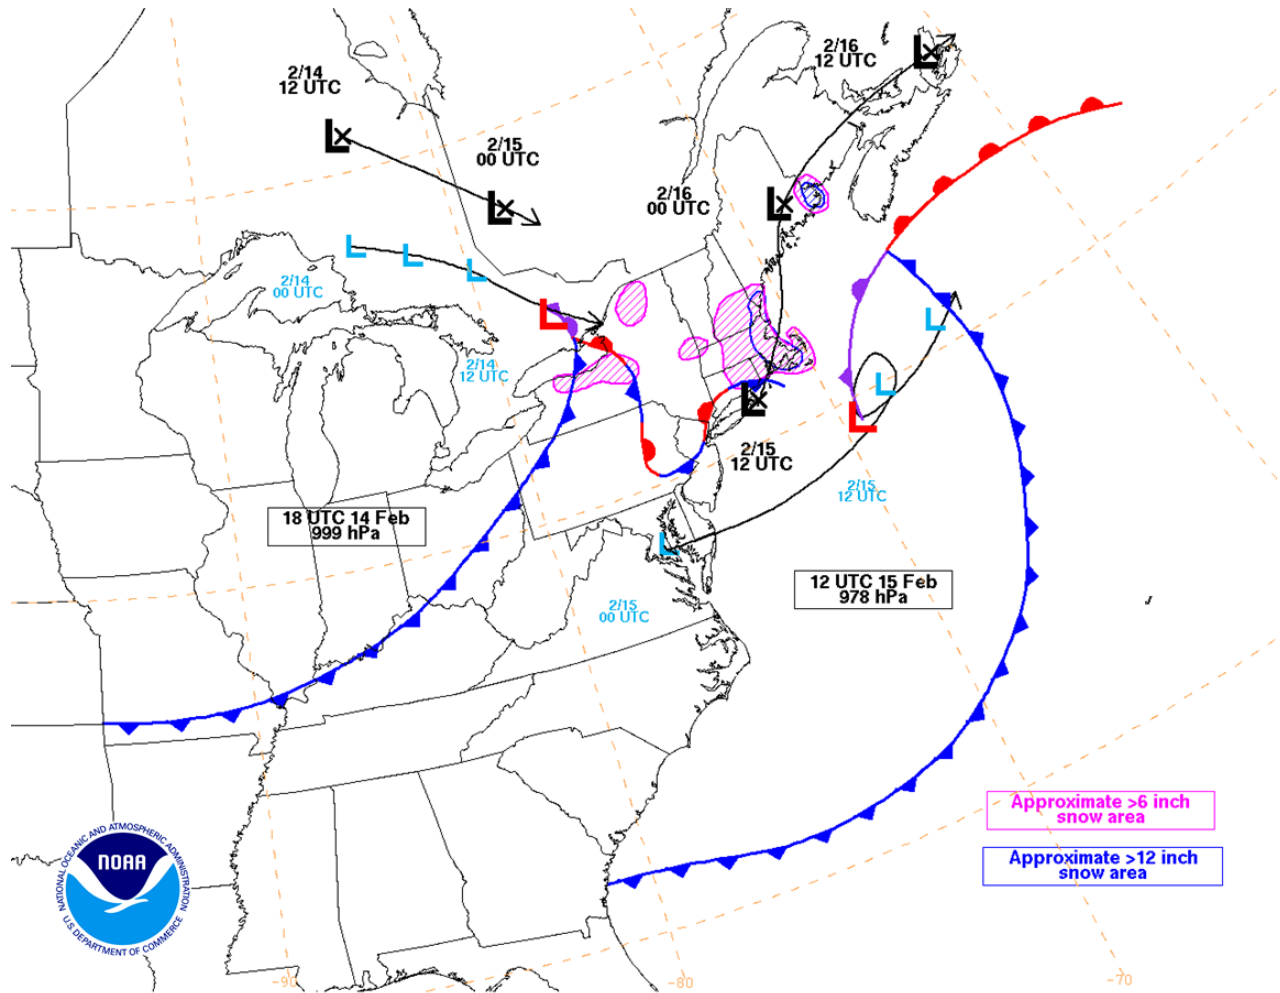 2/16
12 UTC
L
2/14
12 UTC
L
2/15
00 UTC
L
2/16
00 UTC
L
L
L
L
2/14
00 UTC
L
L
2/14
12 UTC
L
L
L
L
2/15
12 UTC
2/15
12 UTC
18 UTC 14 Feb
999 hPa
L
12 UTC 15 Feb
978 hPa
2/15
00 UTC
Approximate >6 inch
snow area
Approximate >12 inch
snow area
NATIONAL OCEANIC AND ATMOSPHERIC ADMINISTRATION
NOAA
U.S. DEPARTMENT OF COMMERCE
-90
-80
-70